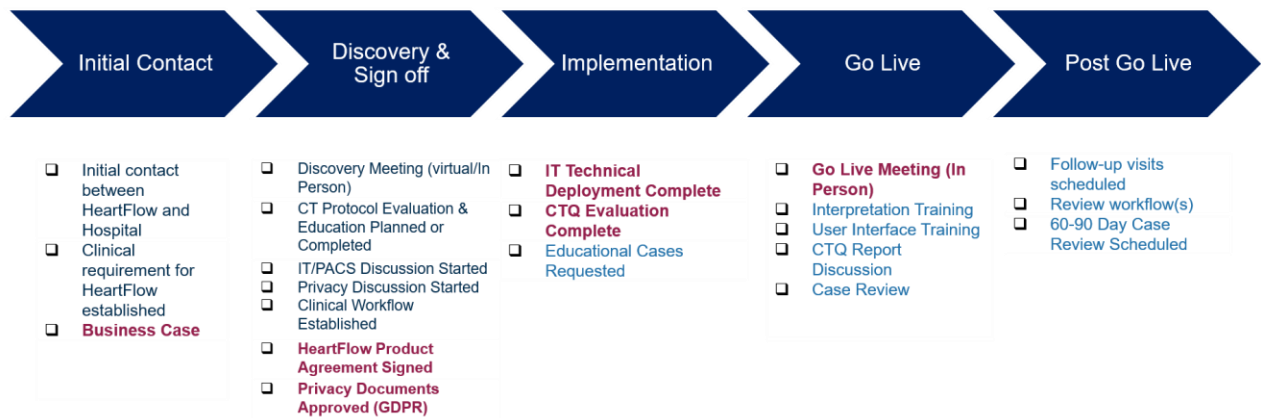 Initial Contact
Discovery &
Sign off
Implementation
Go Live
Post Go Live
Initial contact
between
HeartFlow and
Hospital
Clinical
requirement for
HeartFlow
established
Business Case
Discovery Meeting (virtual/In
Person)
CT Protocol Evaluation &
Education Planned or
Completed
IT/PACS Discussion Started
Privacy Discussion Started
Clinical Workflow
Established
HeartFlow Product
Agreement Signed
Privacy Documents
Approved (GDPR)
IT Technical
Deployment Complete
CTQ Evaluation
Complete
Educational Cases
Requested
Go Live Meeting (In
Person)
Interpretation Training
User Interface Training
CTQ Report
Discussion
Case Review
Follow-up visits
scheduled
Review workflow(s)
60-90 Day Case
Review Scheduled